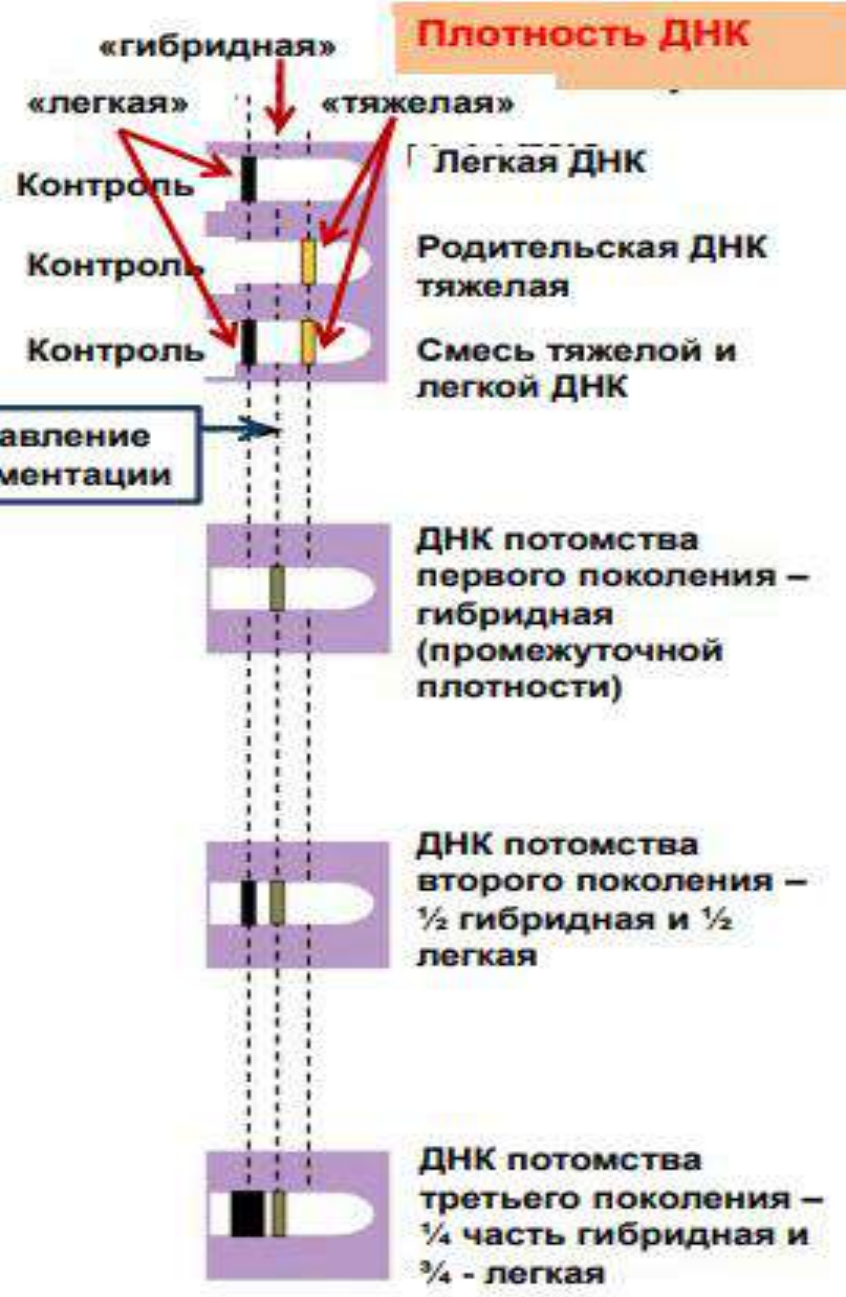 «гибридная»
Плотность ДНК
«легкая»
«тяжелая»
Контроль
Легкая ДНК
Контроль
Родительская ДНК
тяжелая
Контроль
Смесь тяжелой и
легкой ДНК
авление
ментации
ДНК потомства
первого поколения –
гибридная
(промежуточной
плотности)
ДНК потомства
второго поколения –
½ гибридная и ½
легкая
ДНК потомства
третьего поколения –
¼ часть гибридная и
¾ - легкая